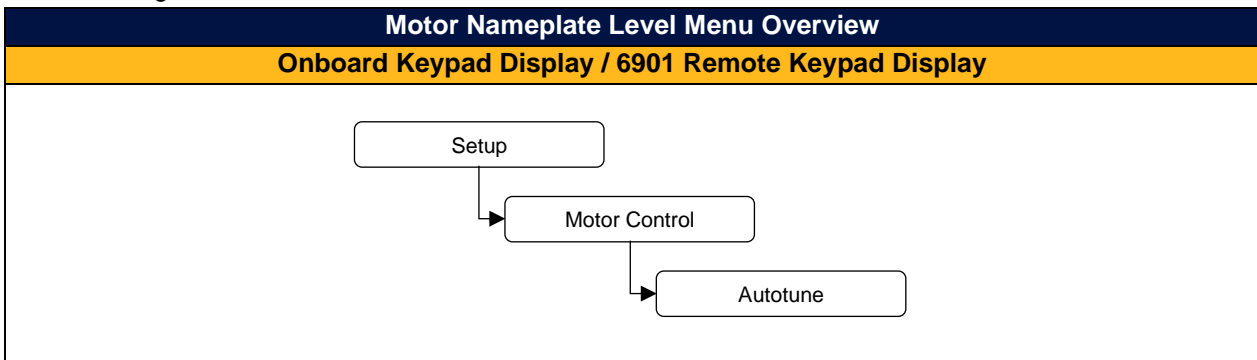 Motor Nameplate Level Menu Overview
Onboard Keypad Display / 6901 Remote Keypad Display
Setup
Motor Control
Autotune